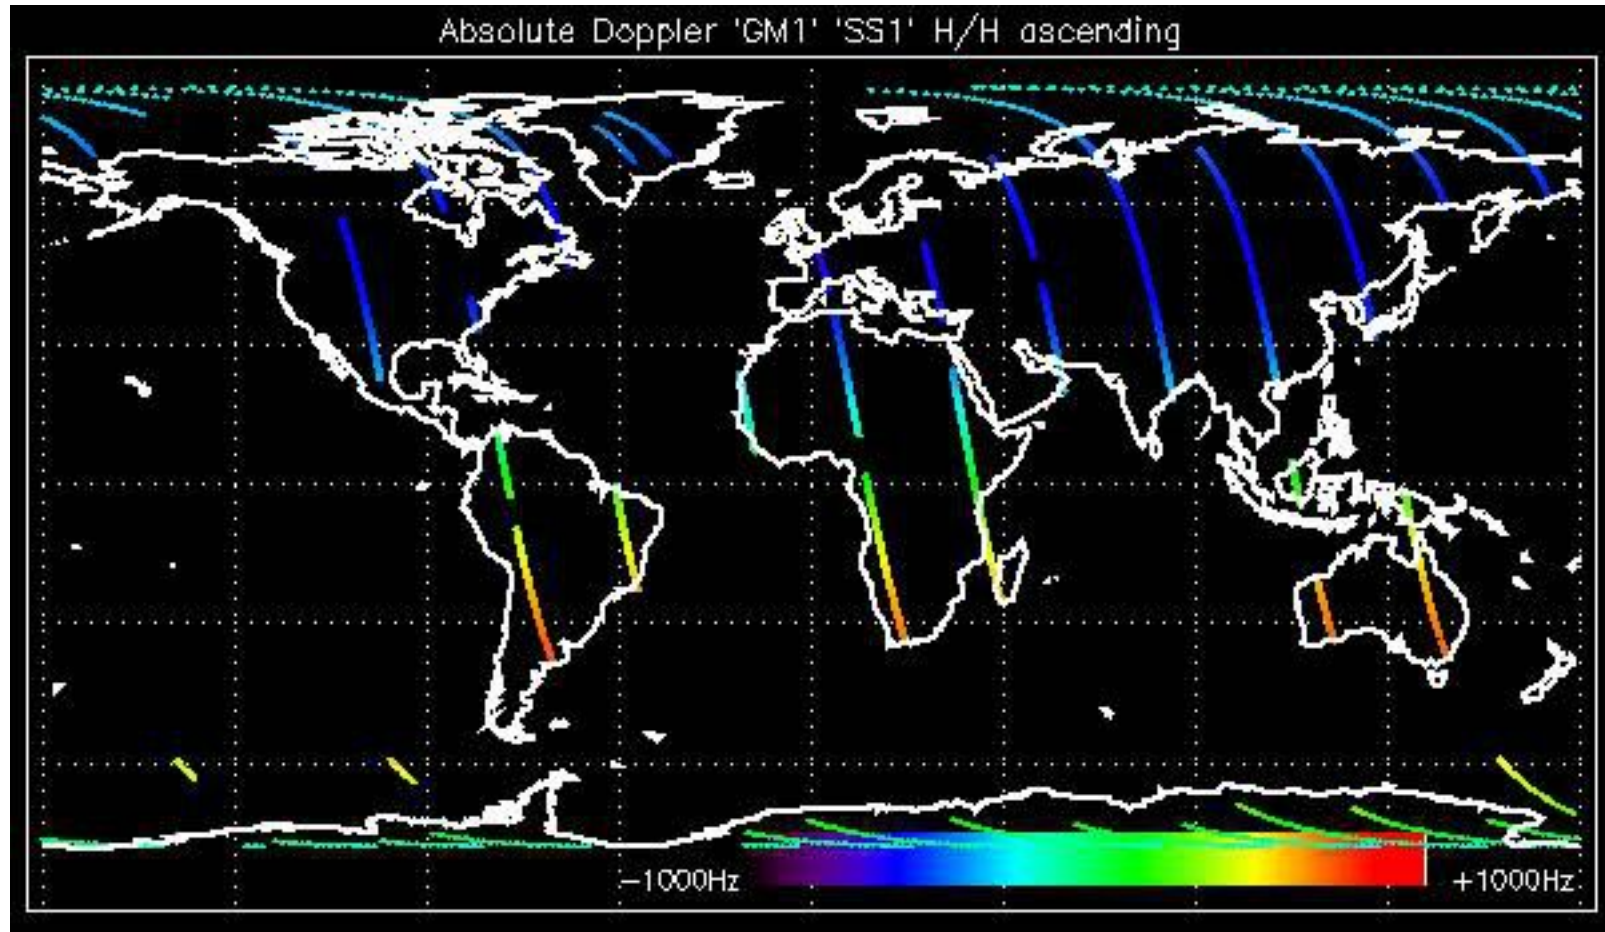 Absolute Doppler 'GM1' 'SS1' H/H ascending
−1000Hz
+1000Hz